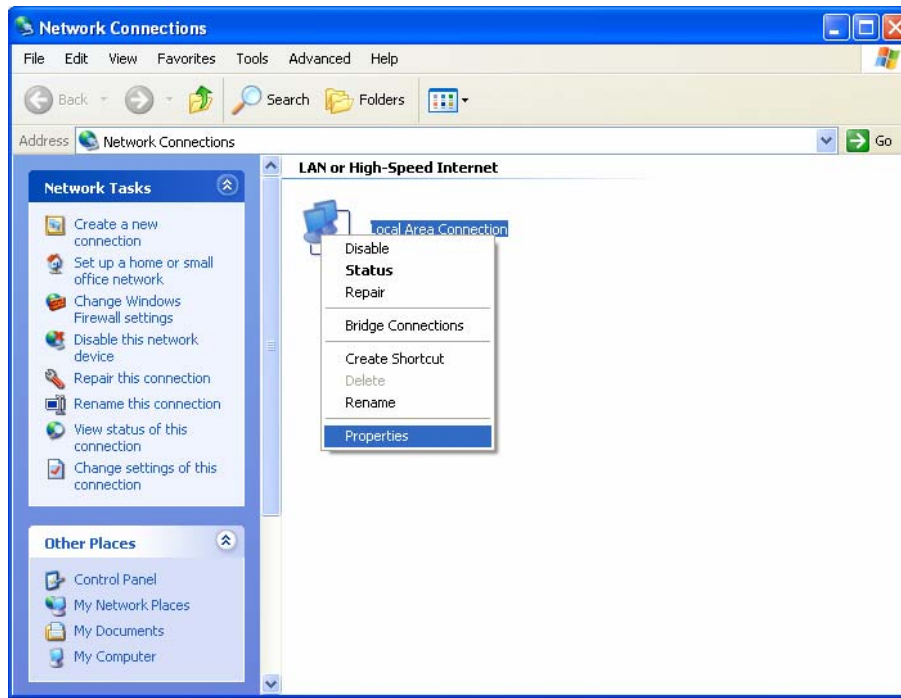 Network Connections
File Edit View Favorites Tools Advanced Help
Back Search Folders
Address Network Connections Go
Network Tasks
Create a new
connection
Set up a home or small
office network
Change Windows
Firewall settings
Disable this network
device
Repair this connection
Rename this connection
View status of this
connection
Change settings of this
connection
Other Places
Control Panel
My Network Places
My Documents
My Computer
LAN or High-Speed Internet
ocal Area Connection
Disable
Status
Repair
Bridge Connections
Create Shortcut
Delete
Rename
Properties